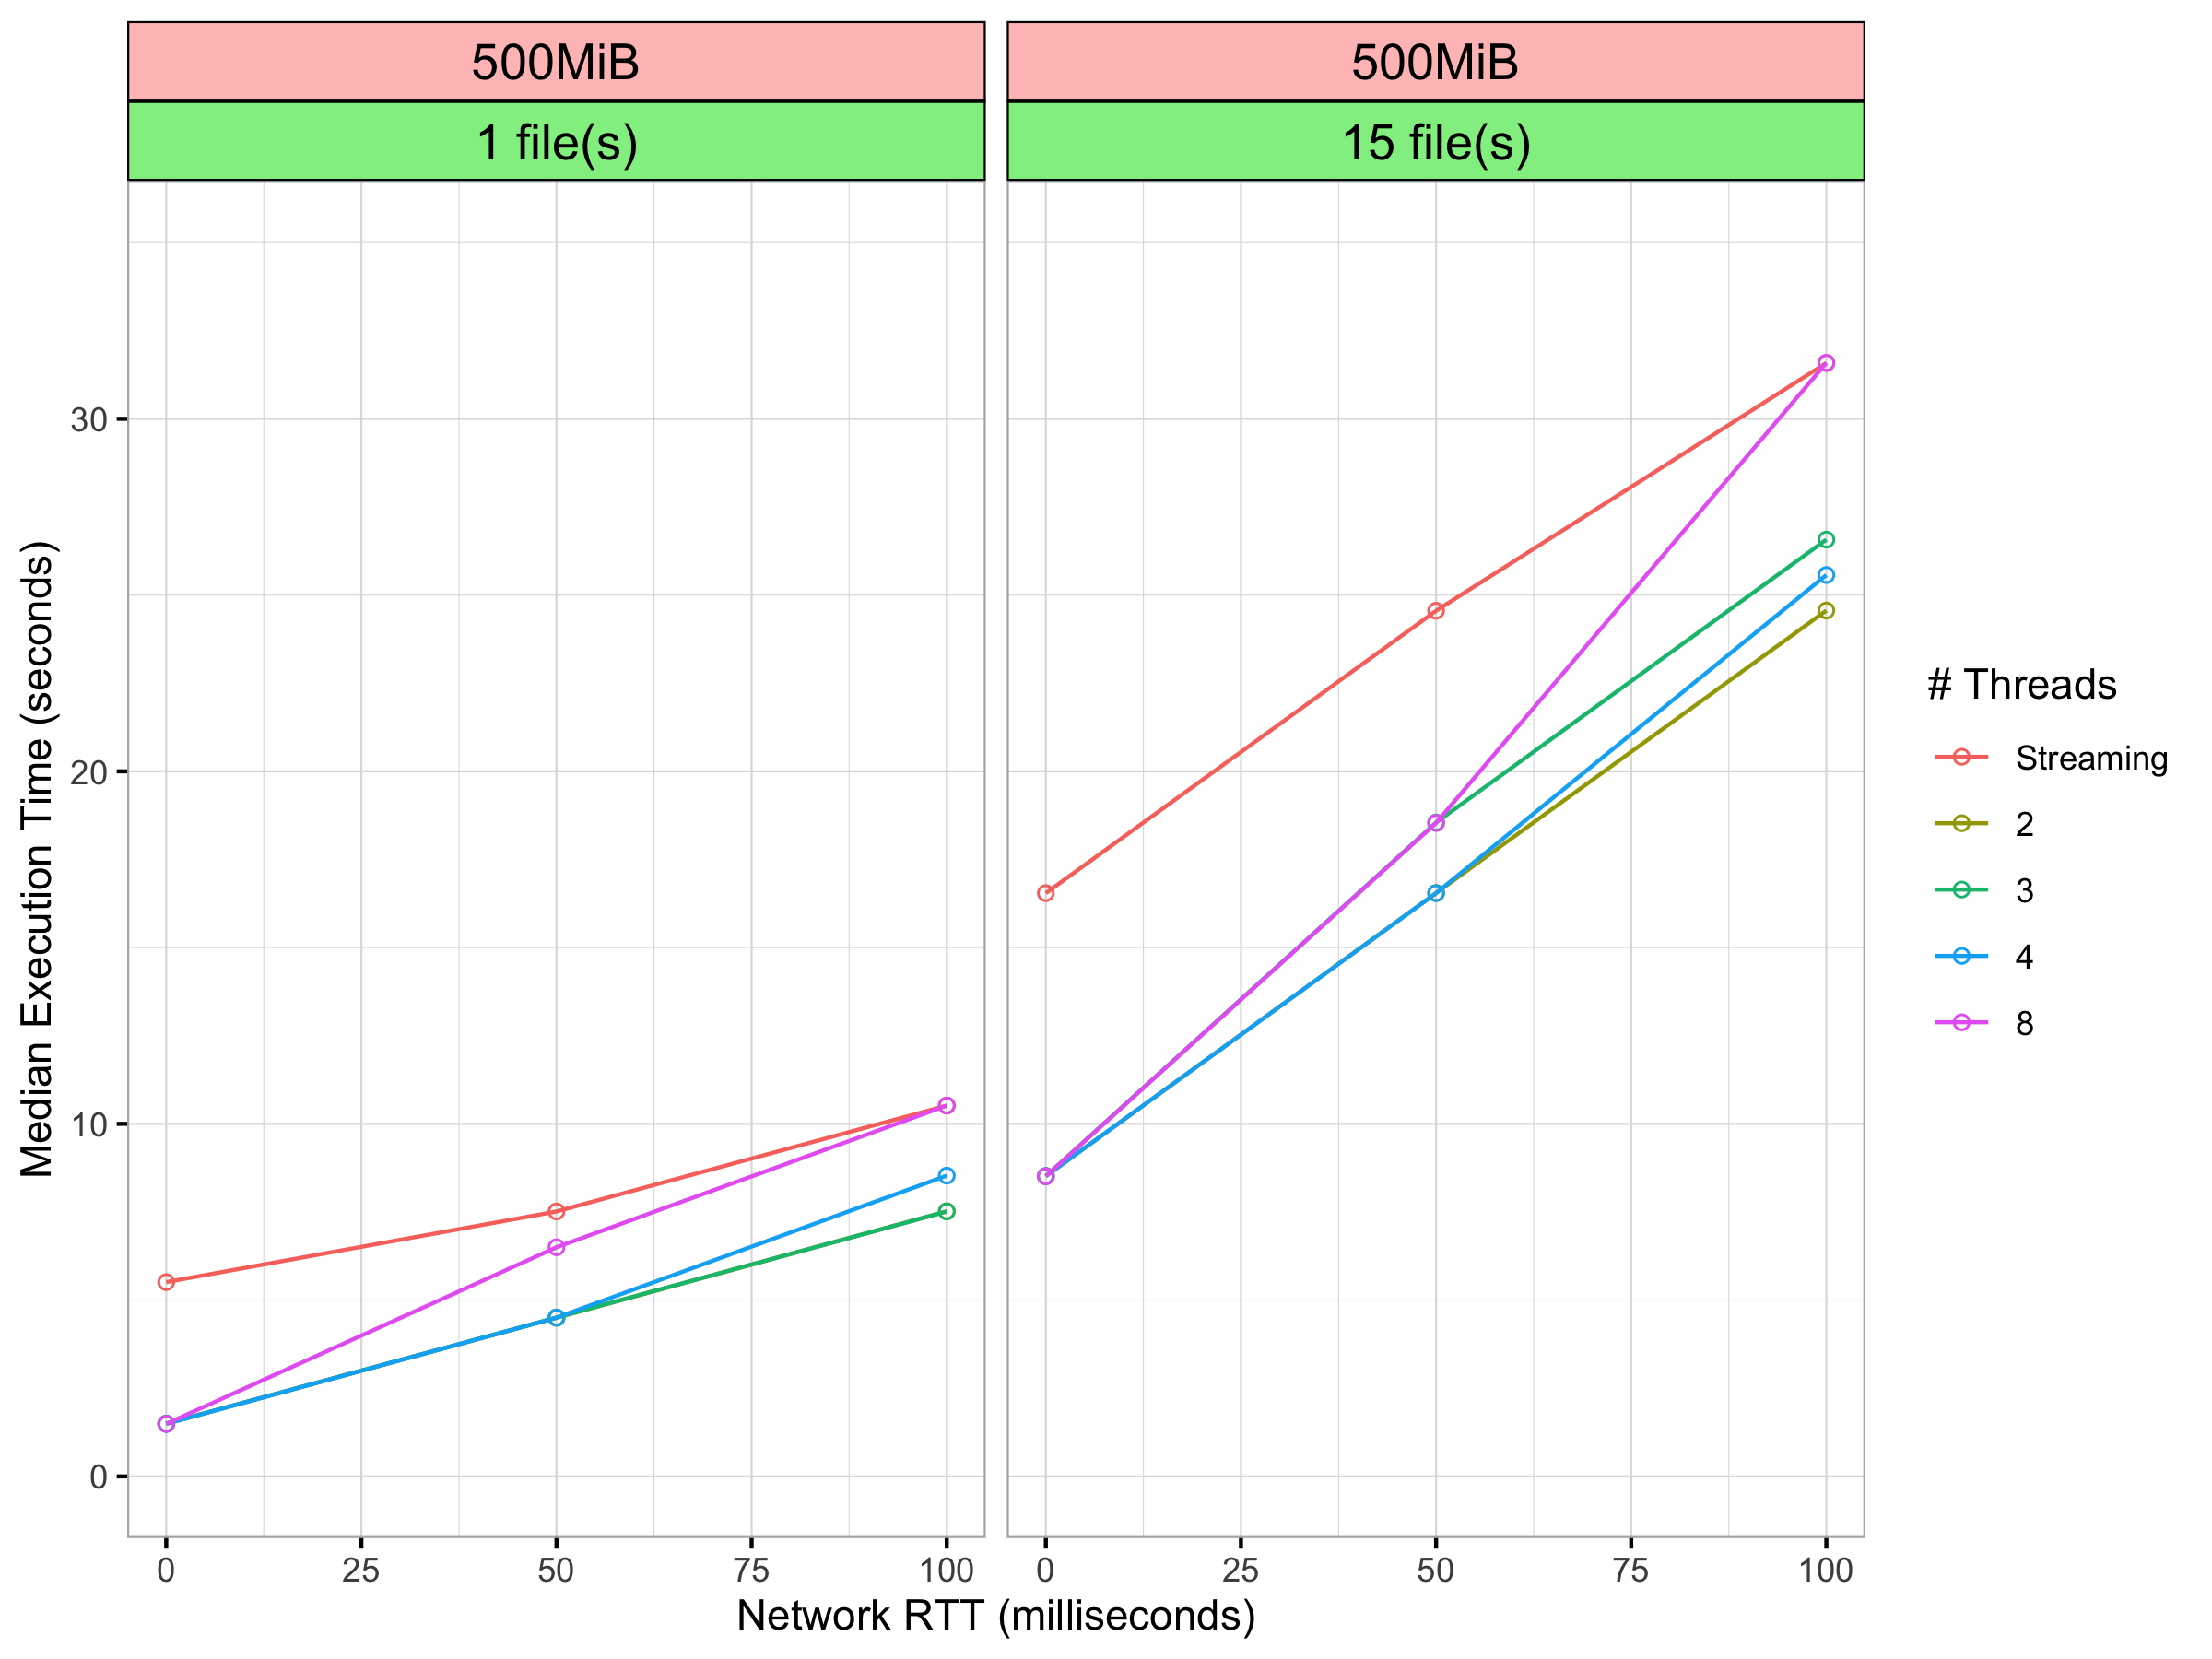 500MiB
500MiB
1 file(s)
15 file(s)
Median Execution Time (seconds)
30
20
10
0
0 25 50 75 100
0 25 50 75 100
Network RTT (milliseconds)
# Threads
Streaming
2
3
4
8